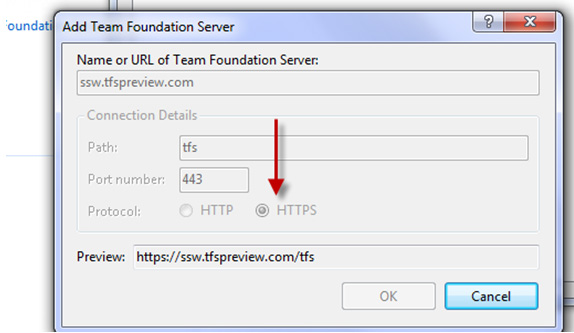 Add Team Foundation Server
?
Name or URL of Team Foundation Server:
ssw.tfspreview.com
Connection Details
Path: tfs
Port number: 443
Protocol: HTTP HTTPS
Preview: https://ssw.tfspreview.com/tfs
OK Cancel